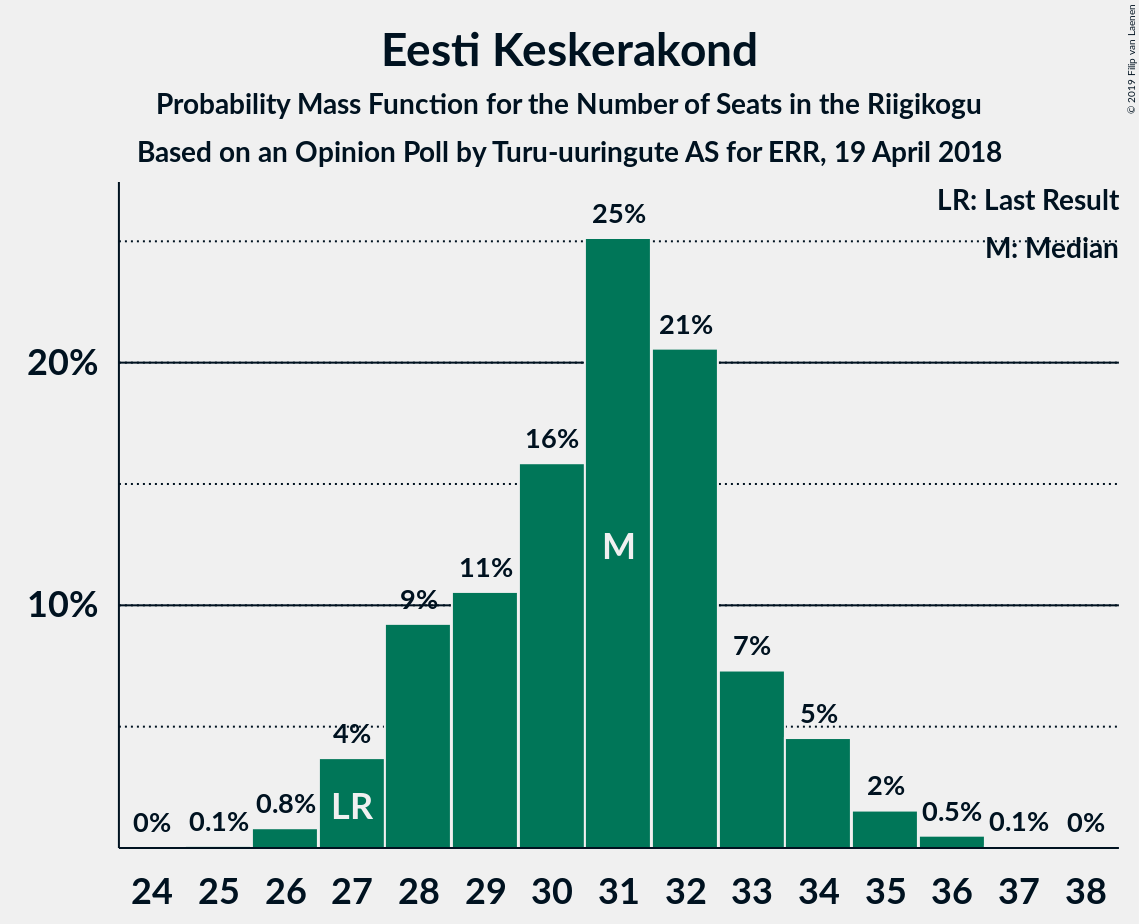 Eesti Keskerakond
Probability Mass Function for the Number of Seats in the Riigikogu
Based on an Opinion Poll by Turu-uuringute AS for ERR, 19 April 2018
© 2019 Filip van Laenen
LR: Last Result
M: Median
25%
21%
20%
16%
M
11%
9%
10%
7%
5%
4%
2%
LR
0%
0.1%
0.8%
0.5%
0.1%
0%
24 25 26 27 28 29 30 31 32 33 34 35 36 37 38